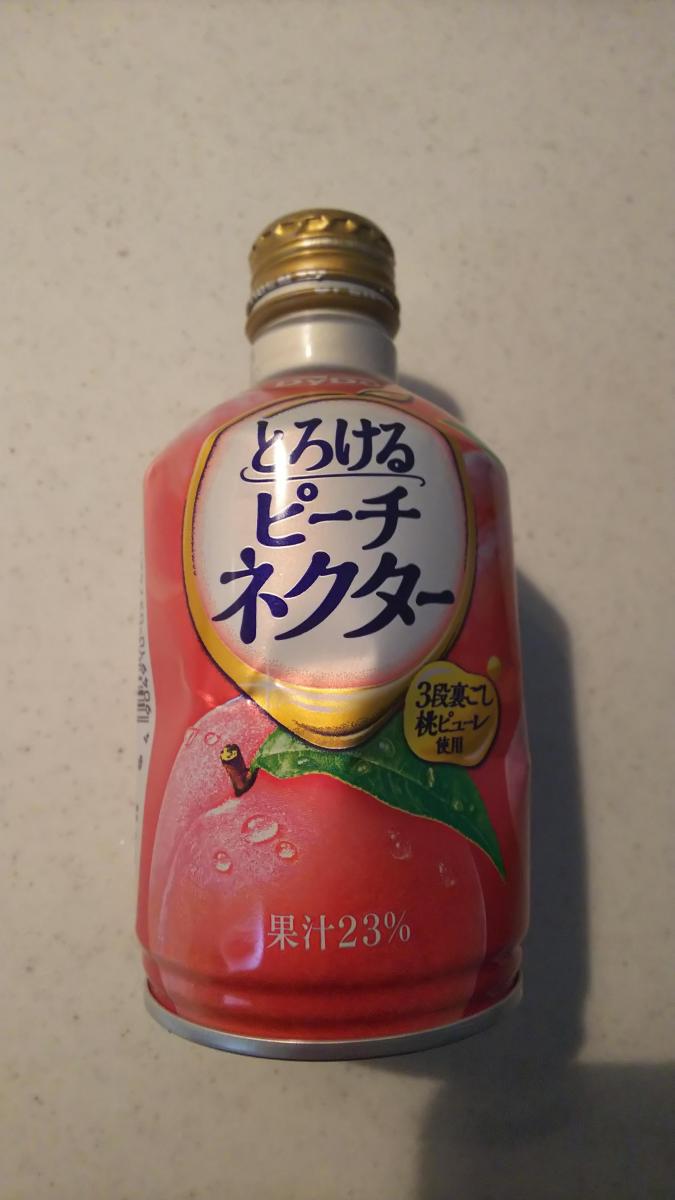 とろける
ピーチ
ネクター
3段裏ごし
桃ピューレ
使用
果汁23%